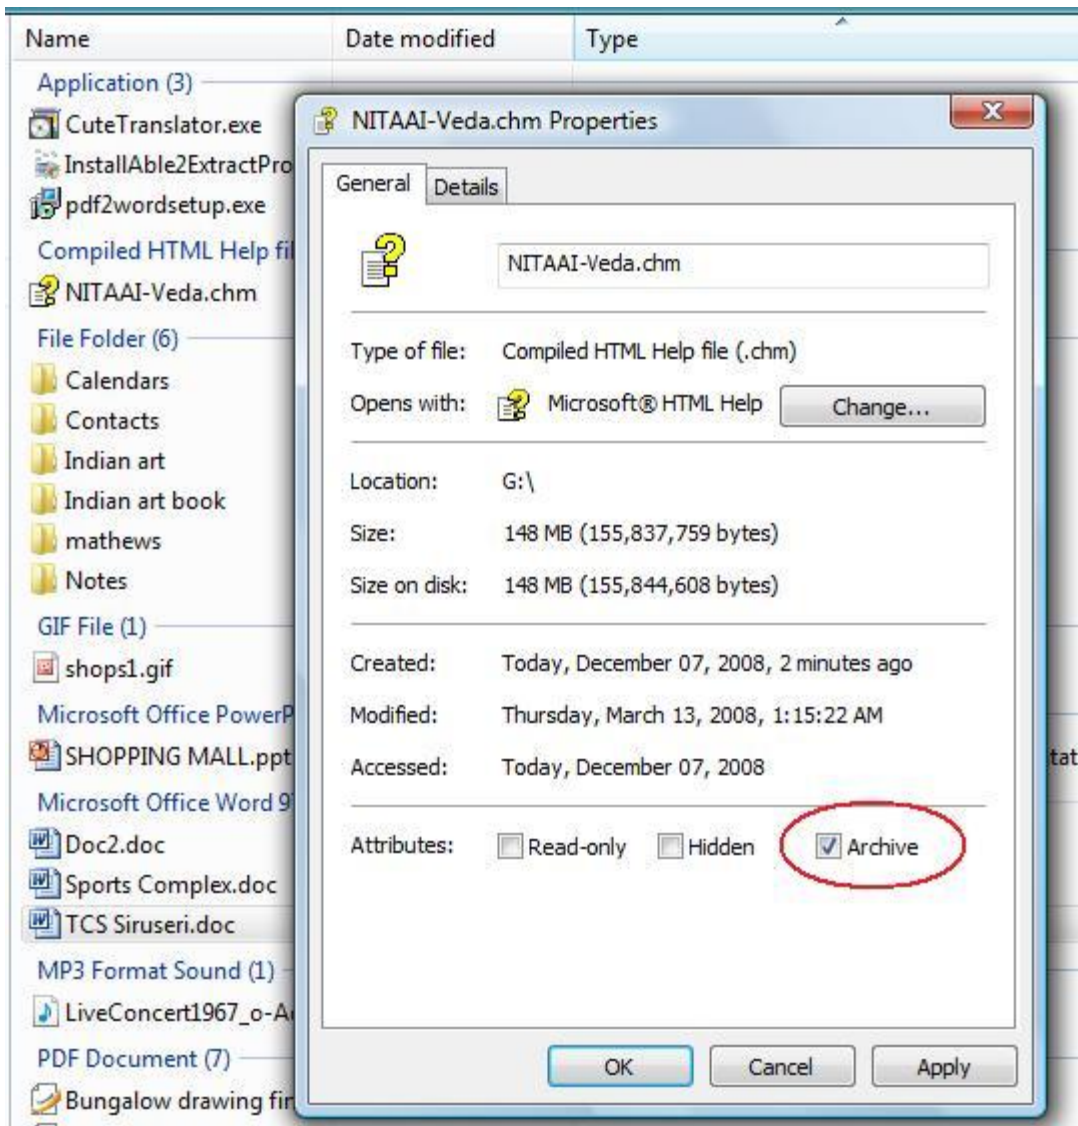 Name Date modified Type
Application (3)
CuteTranslator.exe
InstallAble2ExtractPro
pdf2wordsetup.exe
Compiled HTML Help fil
NITAAI-Veda.chm
File Folder (6)
Calendars
Contacts
Indian art
Indian art book
mathews
Notes
GIF File (1)
shops1.gif
Microsoft Office PowerP
SHOPPING MALL.ppt
tat
Microsoft Office Word 9
Doc2.doc
Sports Complex.doc
TCS Siruseri.doc
MP3 Format Sound (1)
LiveConcert1967_o-A
PDF Document (7)
Bungalow drawing fin
NITAAI-Veda.chm Properties
General Details
NITAAI-Veda.chm
Type of file: Compiled HTML Help file (.chm)
Opens with: Microsoft® HTML Help Change...
Location: G:\
Size: 148 MB (155,837,759 bytes)
Size on disk: 148 MB (155,844,608 bytes)
Created: Today, December 07, 2008, 2 minutes ago
Modified: Thursday, March 13, 2008, 1:15:22 AM
Accessed: Today, December 07, 2008
Attributes: Read-only Hidden Archive
OK Cancel Apply